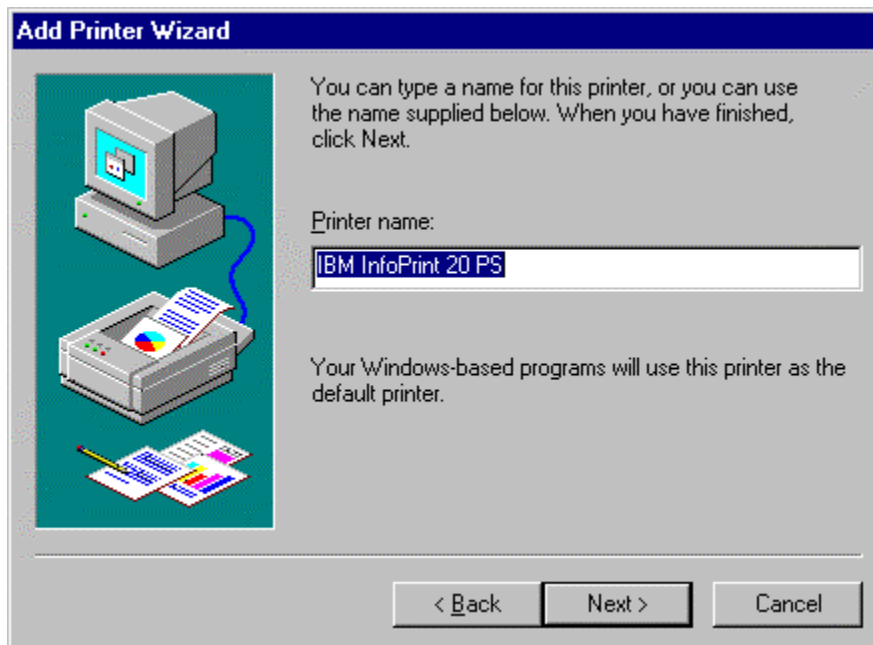 Add Printer Wizard
You can type a name for this printer, or you can use
the name supplied below. When you have finished,
click Next.
Printer name:
IBM InfoPrint 20 PS
Your Windows-based programs will use this printer as the
default printer.
< Back
Next >
Cancel